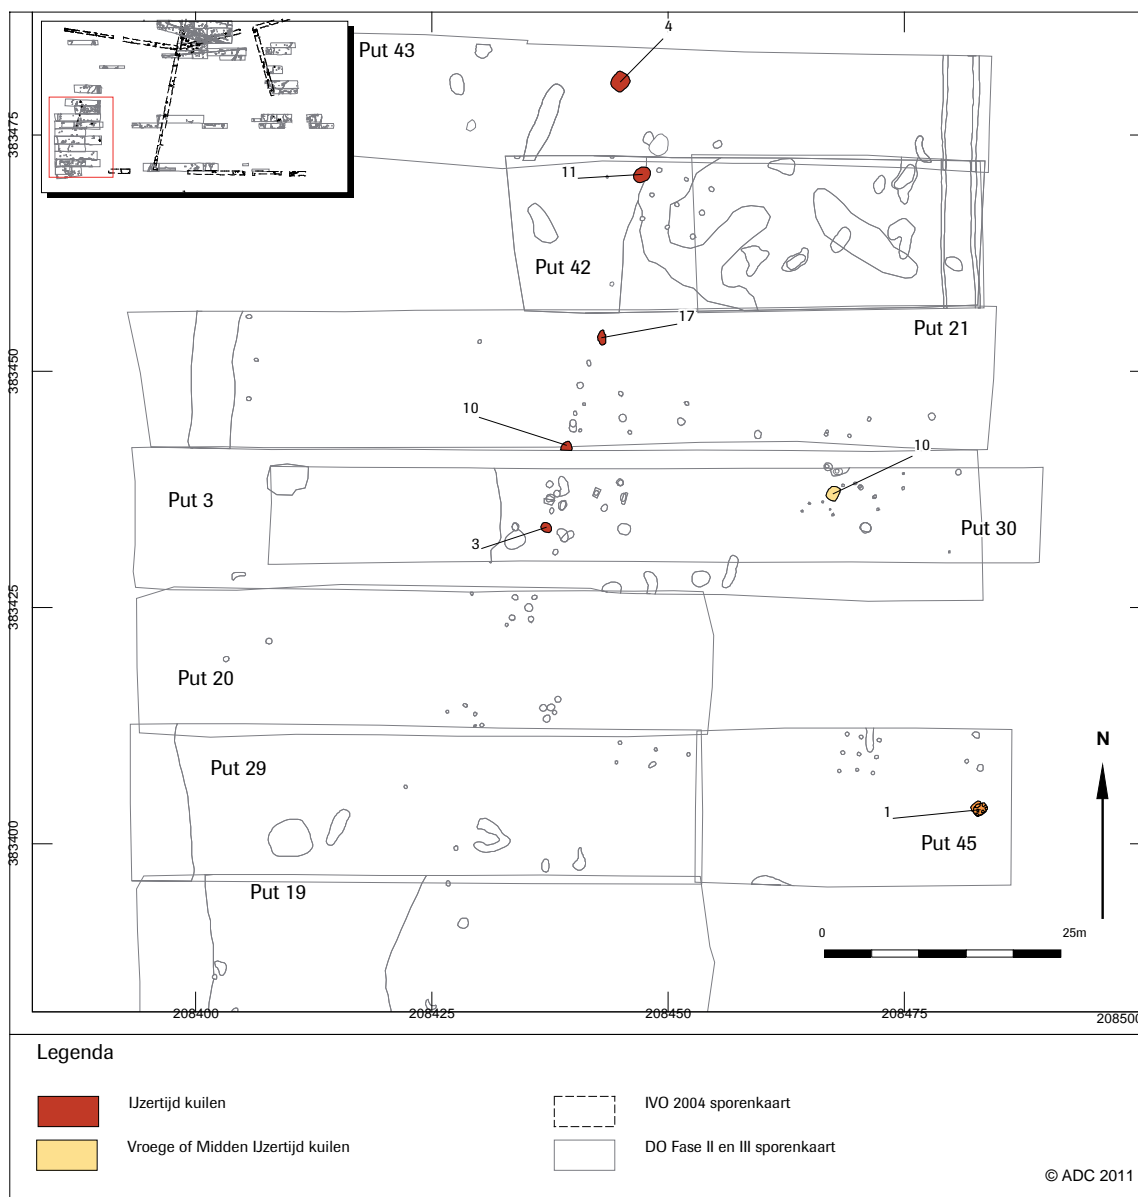 4
Put 43
383475
11
Put 42
17
Put 21
383450
10
10
Put 3
3
Put 30
383425
Put 20
N
Put 29
1
Put 45
383400
Put 19
0 25m
208400 208425 208450 208475 208500
Legenda
IJzertijd kuilen
IVO 2004 sporenkaart
Vroege of Midden IJzertijd kuilen
DO Fase II en III sporenkaart
© ADC 2011